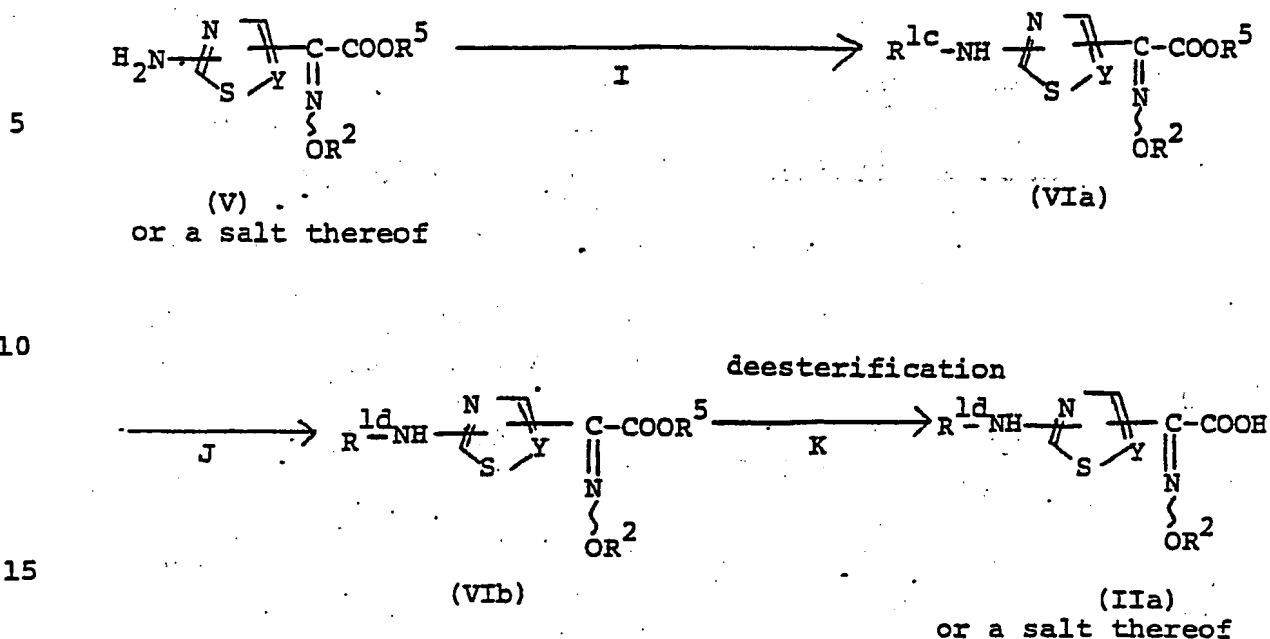 H2N N S Y C-COOR5 N OR2 I R1c-NH N S Y C-COOR5 N OR2
5
(V) (VIa)
or a salt thereof
10
deesterification
J R1d-NH N S Y C-COOR5 N OR2 K R1d-NH N S Y C-COOH N OR2
15
(VIb) (IIa)
or a salt thereof